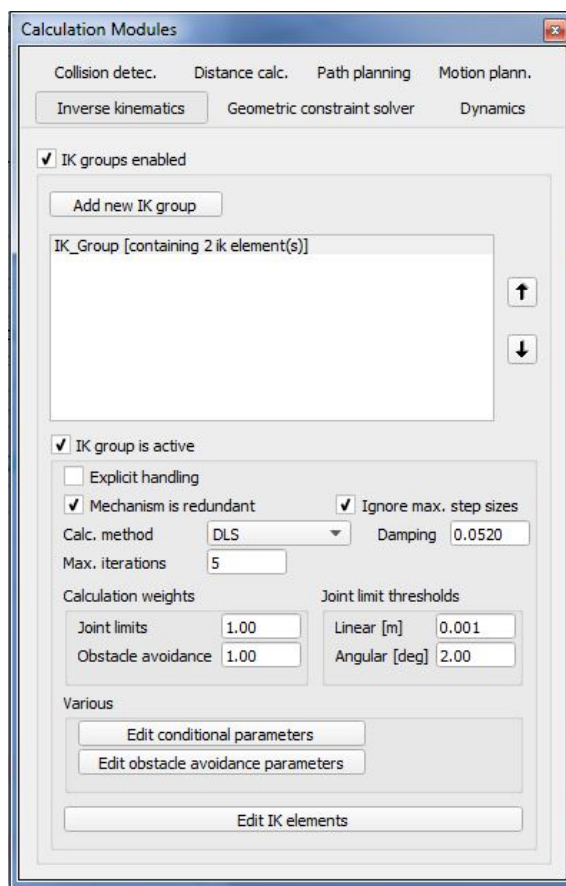 Calculation Modules
Collision detec. Distance calc. Path planning Motion plann.
Inverse kinematics Geometric constraint solver Dynamics
IK groups enabled
Add new IK group
IK_Group [containing 2 ik element(s)]
IK group is active
Explicit handling
Mechanism is redundant Ignore max. step sizes
Calc. method DLS Damping 0.0520
Max. iterations 5
Calculation weights Joint limit thresholds
Joint limits 1.00 Linear [m] 0.001
Obstacle avoidance 1.00 Angular [deg] 2.00
Various
Edit conditional parameters
Edit obstacle avoidance parameters
Edit IK elements